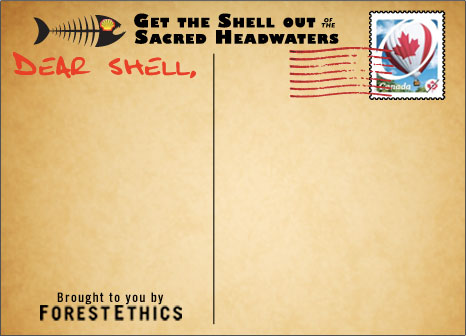 GET THE SHELL OUT OF THE
SACRED HEADWATERS
DEAR SHELL,
Canada
Brought to you by
FORESTETHICS